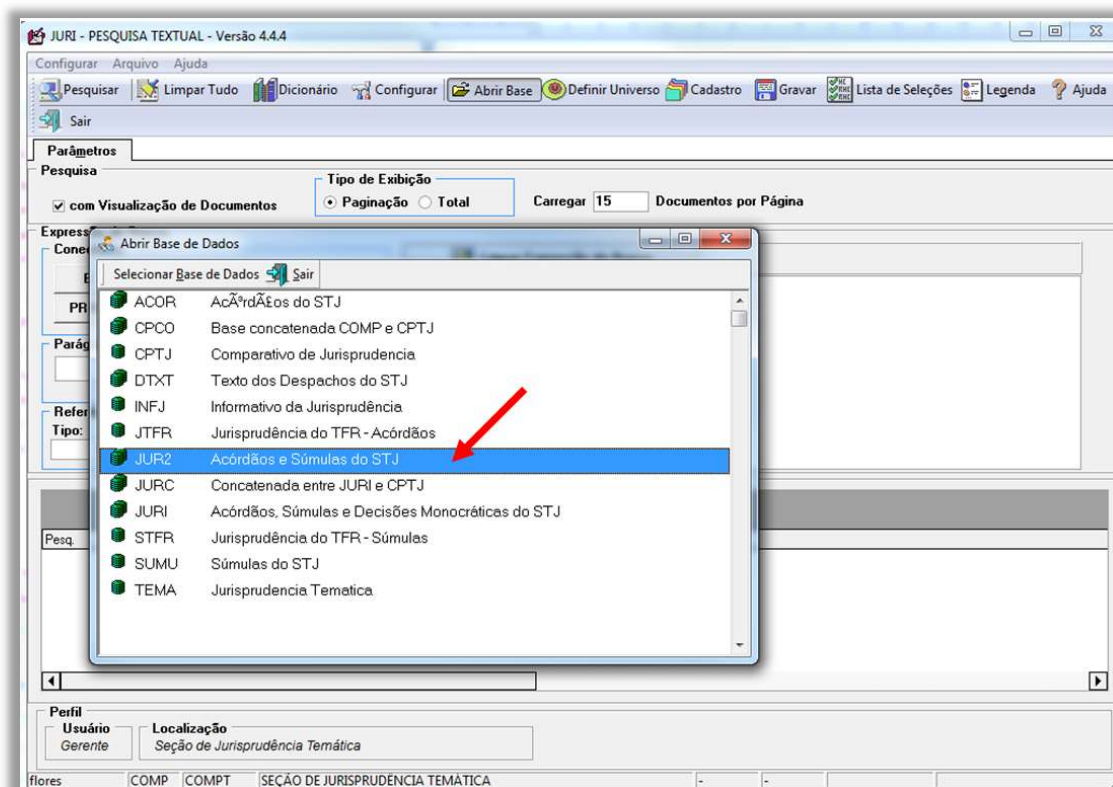 JURI - PESQUISA TEXTUAL - Versão 4.4.4
Configurar Arquivo Ajuda
Pesquisar Limpar Tudo Dicionário Configurar Abrir Base Definir Universo Cadastro Gravar Lista de Seleções Legenda Ajuda
Sair
Parâmetros
Pesquisa
com Visualização de Documentos
Tipo de Exibição
Paginação Total
Carregar 15 Documentos por Página
Abrir Base de Dados
Selecionar Base de Dados Sair
ACOR AcÃ³rdÃ£os do STJ
CPCO Base concatenada COMP e CPTJ
CPTJ Comparativo de Jurisprudencia
DTXT Texto dos Despachos do STJ
INFJ Informativo da Jurisprudência
JTFR Jurisprudência do TFR - Acórdãos
JUR2 Acórdãos e Súmulas do STJ
JURC Concatenada entre JURI e CPTJ
JURI Acórdãos, Súmulas e Decisões Monocráticas do STJ
STFR Jurisprudência do TFR - Súmulas
SUMU Súmulas do STJ
TEMA Jurisprudencia Tematica
Express
Conec
PR
Parág
Refer
Tipo:
Pesq.
Perfil
Usuário Localização
Gerente Seção de Jurisprudência Temática
flores COMP COMPT SEÇÃO DE JURISPRUDÊNCIA TEMÁTICA - -